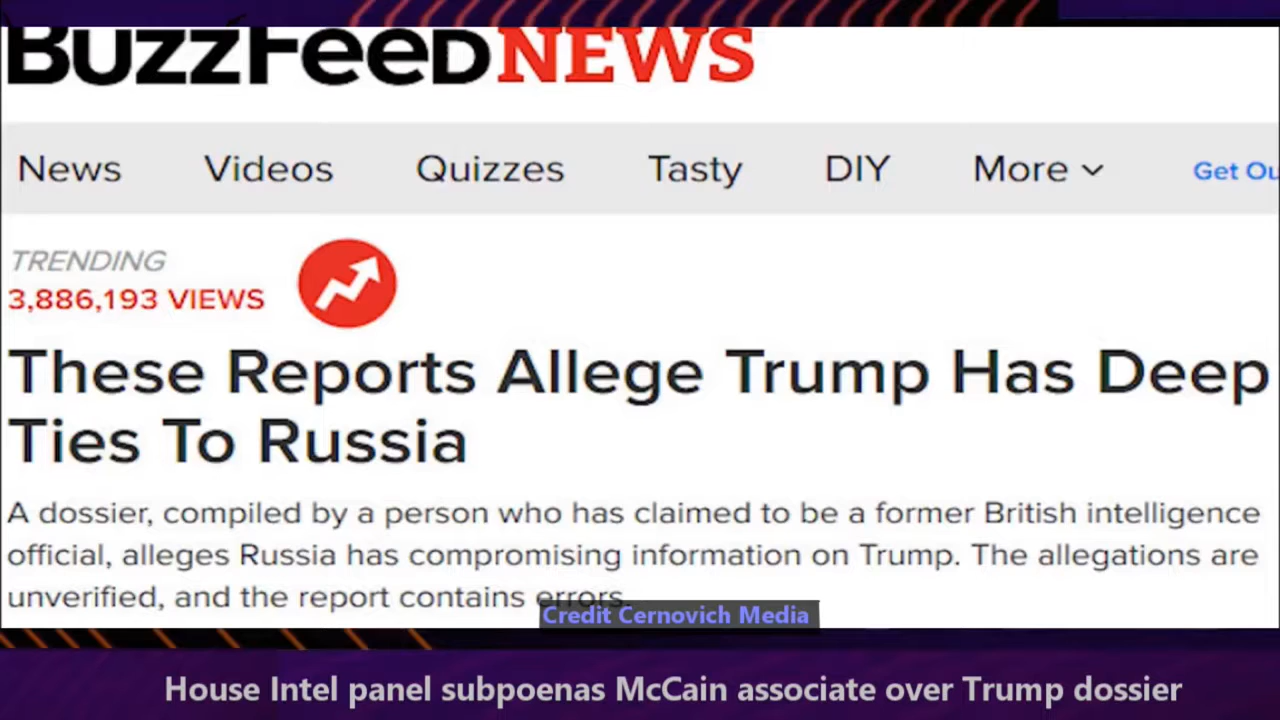 BuzzFeed NEWS
News Videos Quizzes Tasty DIY More Get Ou
TRENDING
3,886,193 VIEWS
These Reports Allege Trump Has Deep
Ties To Russia
A dossier, compiled by a person who has claimed to be a former British intelligence
official, alleges Russia has compromising information on Trump. The allegations are
unverified, and the report contains errors.
Credit Cernovich Media
House Intel panel subpoenas McCain associate over Trump dossier